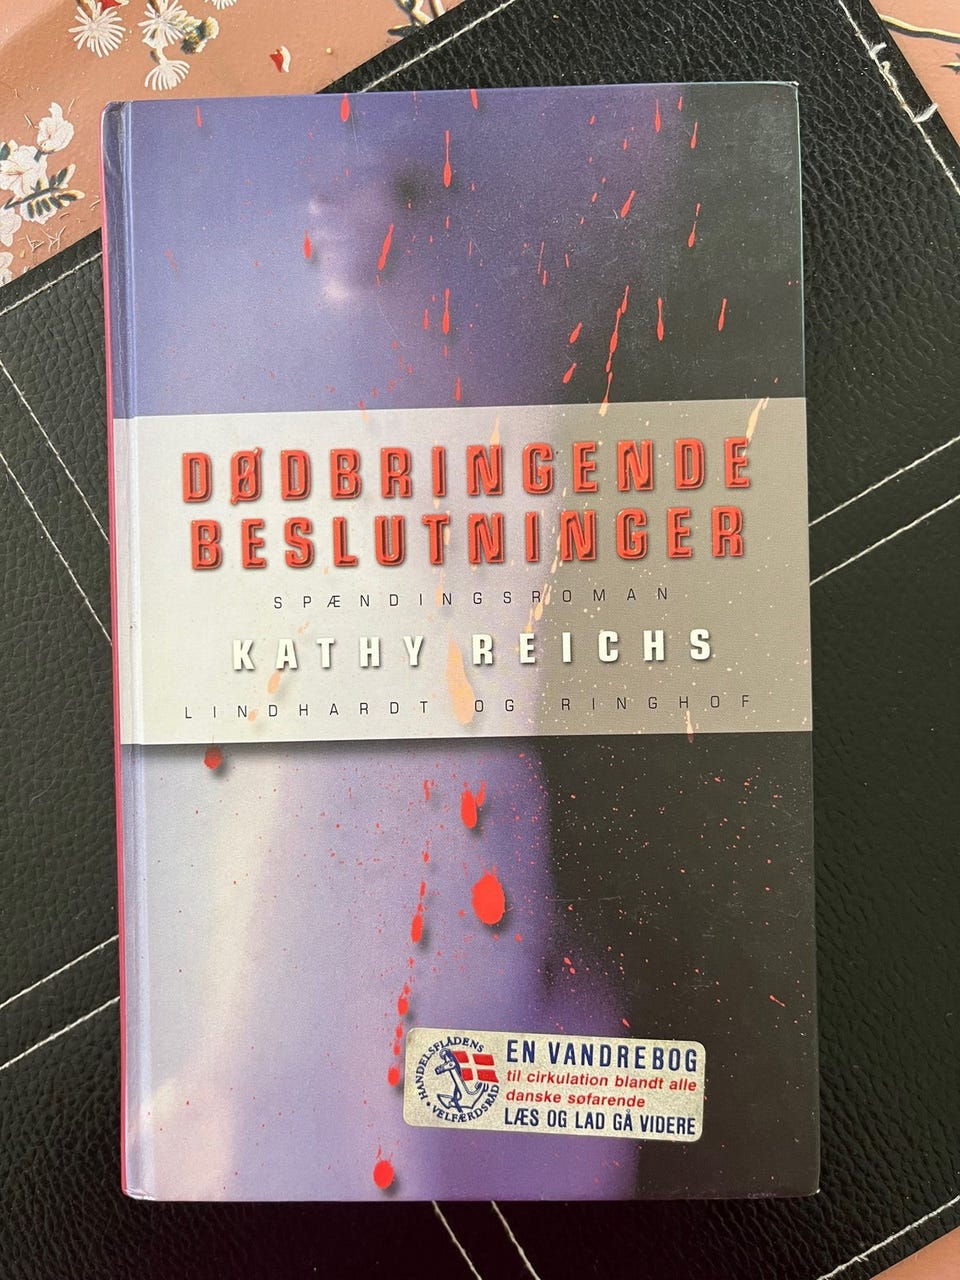 DØDBRINGENDE
BESLUTNINGER
SPÆNDINGSROMAN
KATHY REICHS
LINDHARDT OG RINGHOF
HANDELSFLÅDENS
VELFÆRDSRÅD
EN VANDREBOG
til cirkulation blandt alle
danske søfarende
LÆS OG LAD GÅ VIDERE